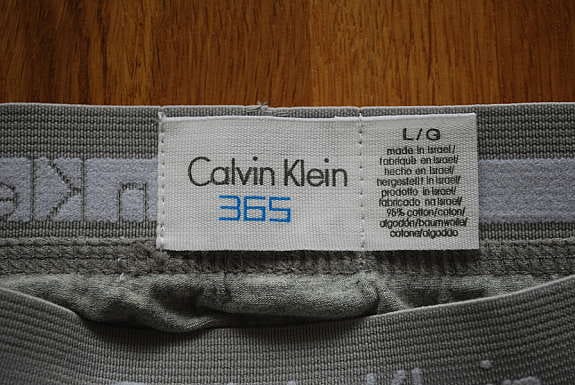 Calvin Klein
365
L/G
made in Israel/
fabriqué en israel/
hecho en Israel/
hergestellt in Israel/
prodotto in israel/
fabricado na Israel/
95% cotton/coton/
algodón/baumwolle/
cotone/algodão